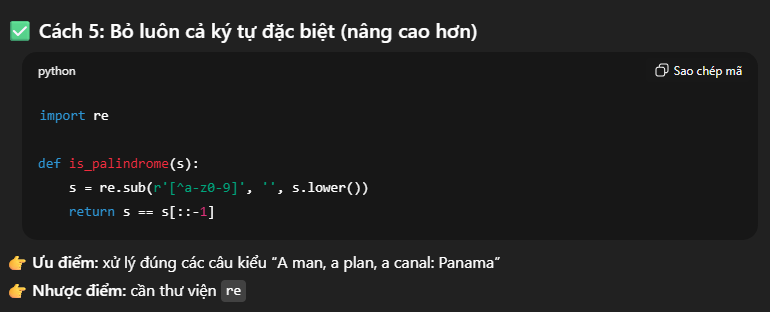 ✅ Cách 5: Bỏ luôn cả ký tự đặc biệt (nâng cao hơn)
python
Sao chép mã
import re
def is_palindrome(s):
    s = re.sub(r'[^a-z0-9]', '', s.lower())
    return s == s[::-1]
👉 Ưu điểm: xử lý đúng các câu kiểu “A man, a plan, a canal: Panama”
👉 Nhược điểm: cần thư viện re